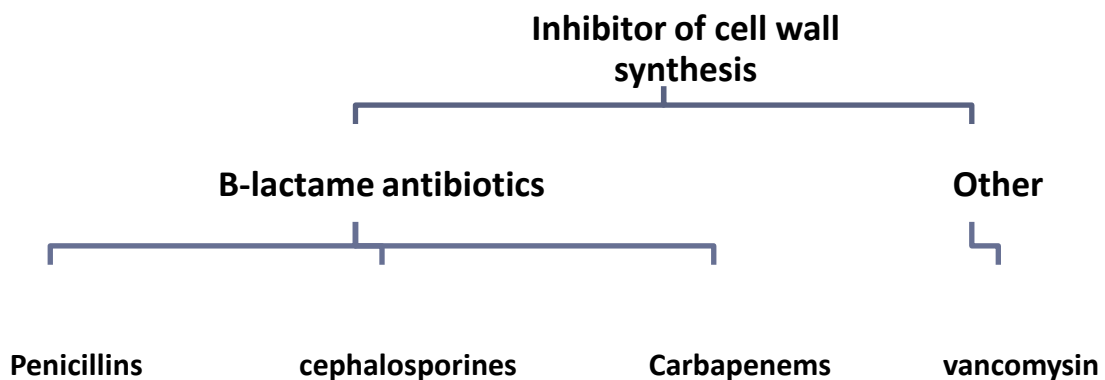 Inhibitor of cell wall
synthesis
B-lactame antibiotics
Other
Penicillins
cephalosporines
Carbapenems
vancomysin